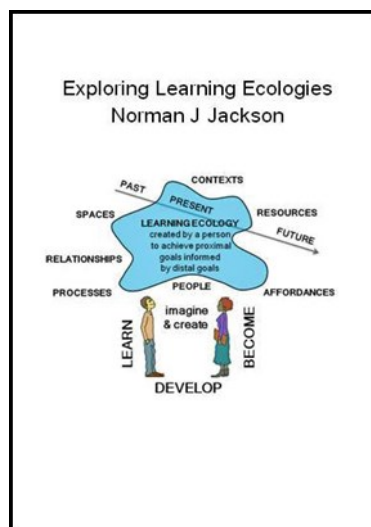 Exploring Learning Ecologies
Norman J Jackson
CONTEXTS
PAST
PRESENT
SPACES
RESOURCES
LEARNING ECOLOGY
created by a person
to achieve proximal
goals informed
by distal goals
FUTURE
RELATIONSHIPS
PROCESSES
PEOPLE
AFFORDANCES
imagine
& create
LEARN
BECOME
DEVELOP